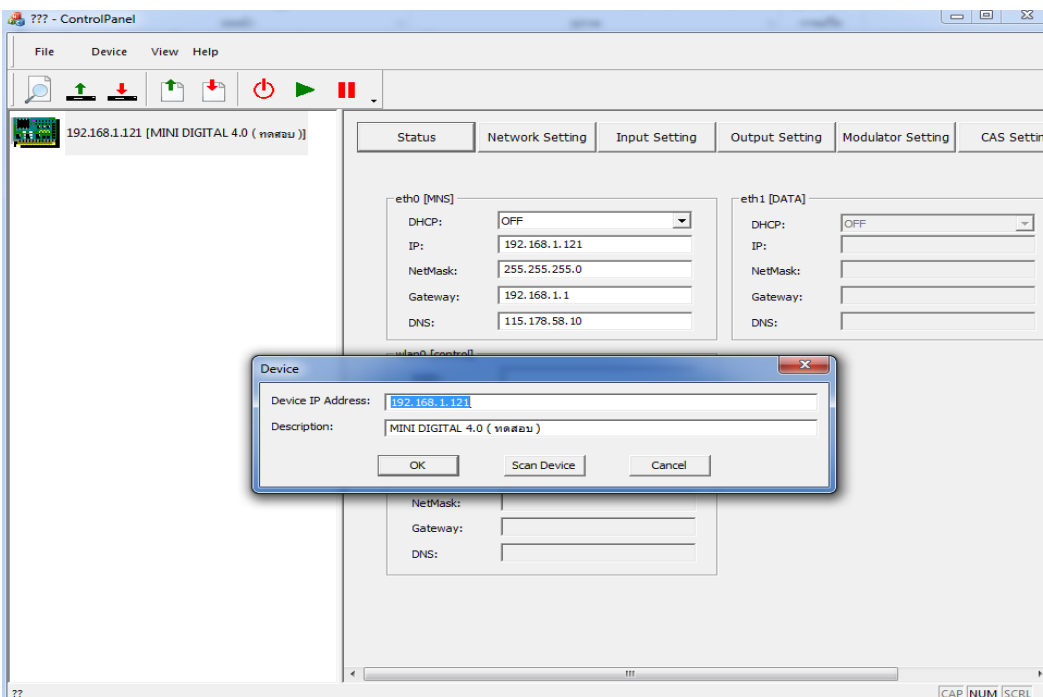 ??? - ControlPanel
File Device View Help
192.168.1.121 [MINI DIGITAL 4.0 ( ทดสอบ )]
Status Network Setting Input Setting Output Setting Modulator Setting CAS Settin
eth0 [MNS]
DHCP: OFF
IP: 192.168.1.121
NetMask: 255.255.255.0
Gateway: 192.168.1.1
DNS: 115.178.58.10
eth1 [DATA]
DHCP: OFF
IP:
NetMask:
Gateway:
DNS:
wlan0 [control]
Device
Device IP Address: 192.168.1.121
Description: MINI DIGITAL 4.0 ( ทดสอบ )
OK Scan Device Cancel
NetMask:
Gateway:
DNS:
?? CAP NUM SCRL